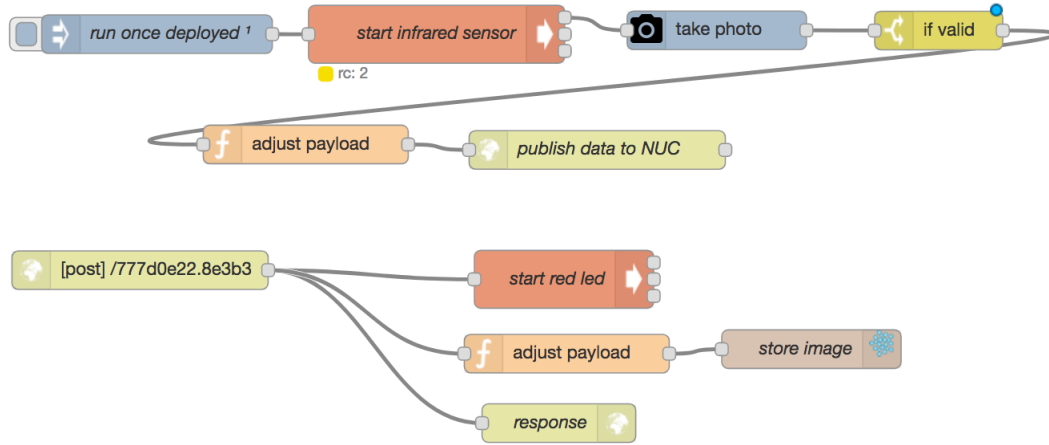 run once deployed ¹
start infrared sensor
take photo
if valid
rc: 2
adjust payload
publish data to NUC
[post] /777d0e22.8e3b3
start red led
adjust payload
store image
response